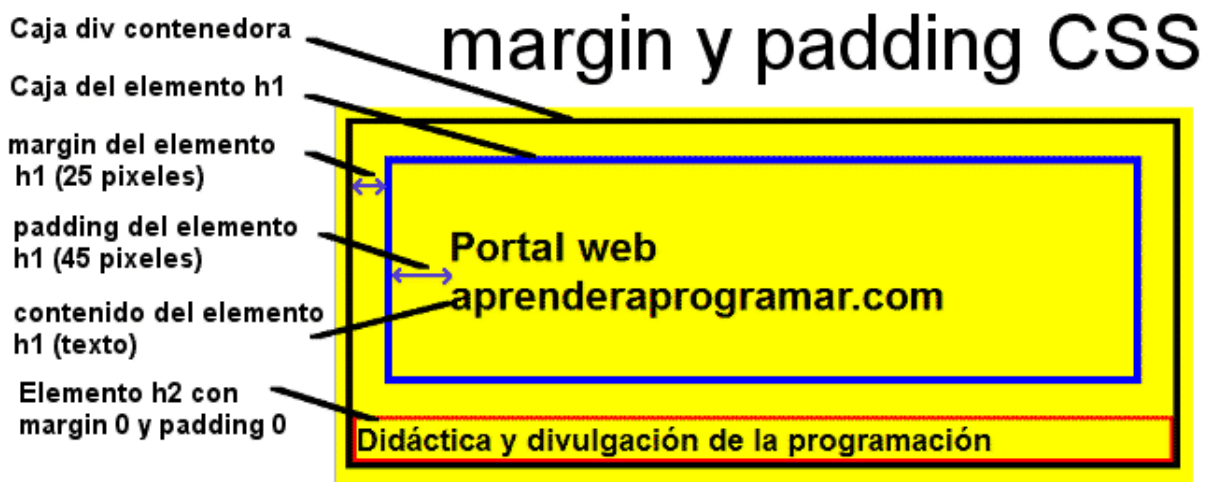 margin y padding CSS
Caja div contenedora
Caja del elemento h1
margin del elemento
h1 (25 pixeles)
padding del elemento
h1 (45 pixeles)
contenido del elemento
h1 (texto)
Elemento h2 con
margin 0 y padding 0
Portal web
aprenderaprogramar.com
Didáctica y divulgación de la programación